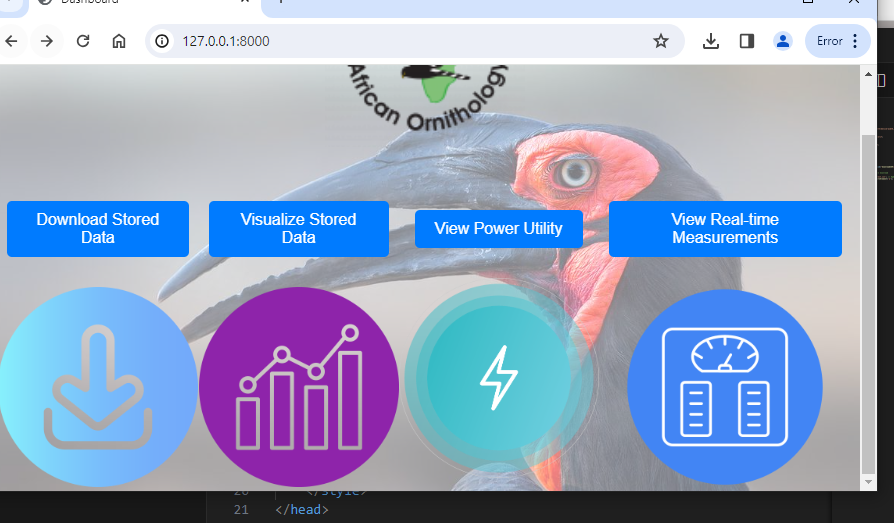 Dashboard
127.0.0.1:8000
Error
African Ornithology
Download Stored
Data
Visualize Stored
Data
View Power Utility
View Real-time
Measurements
20 </style>
21 </head>